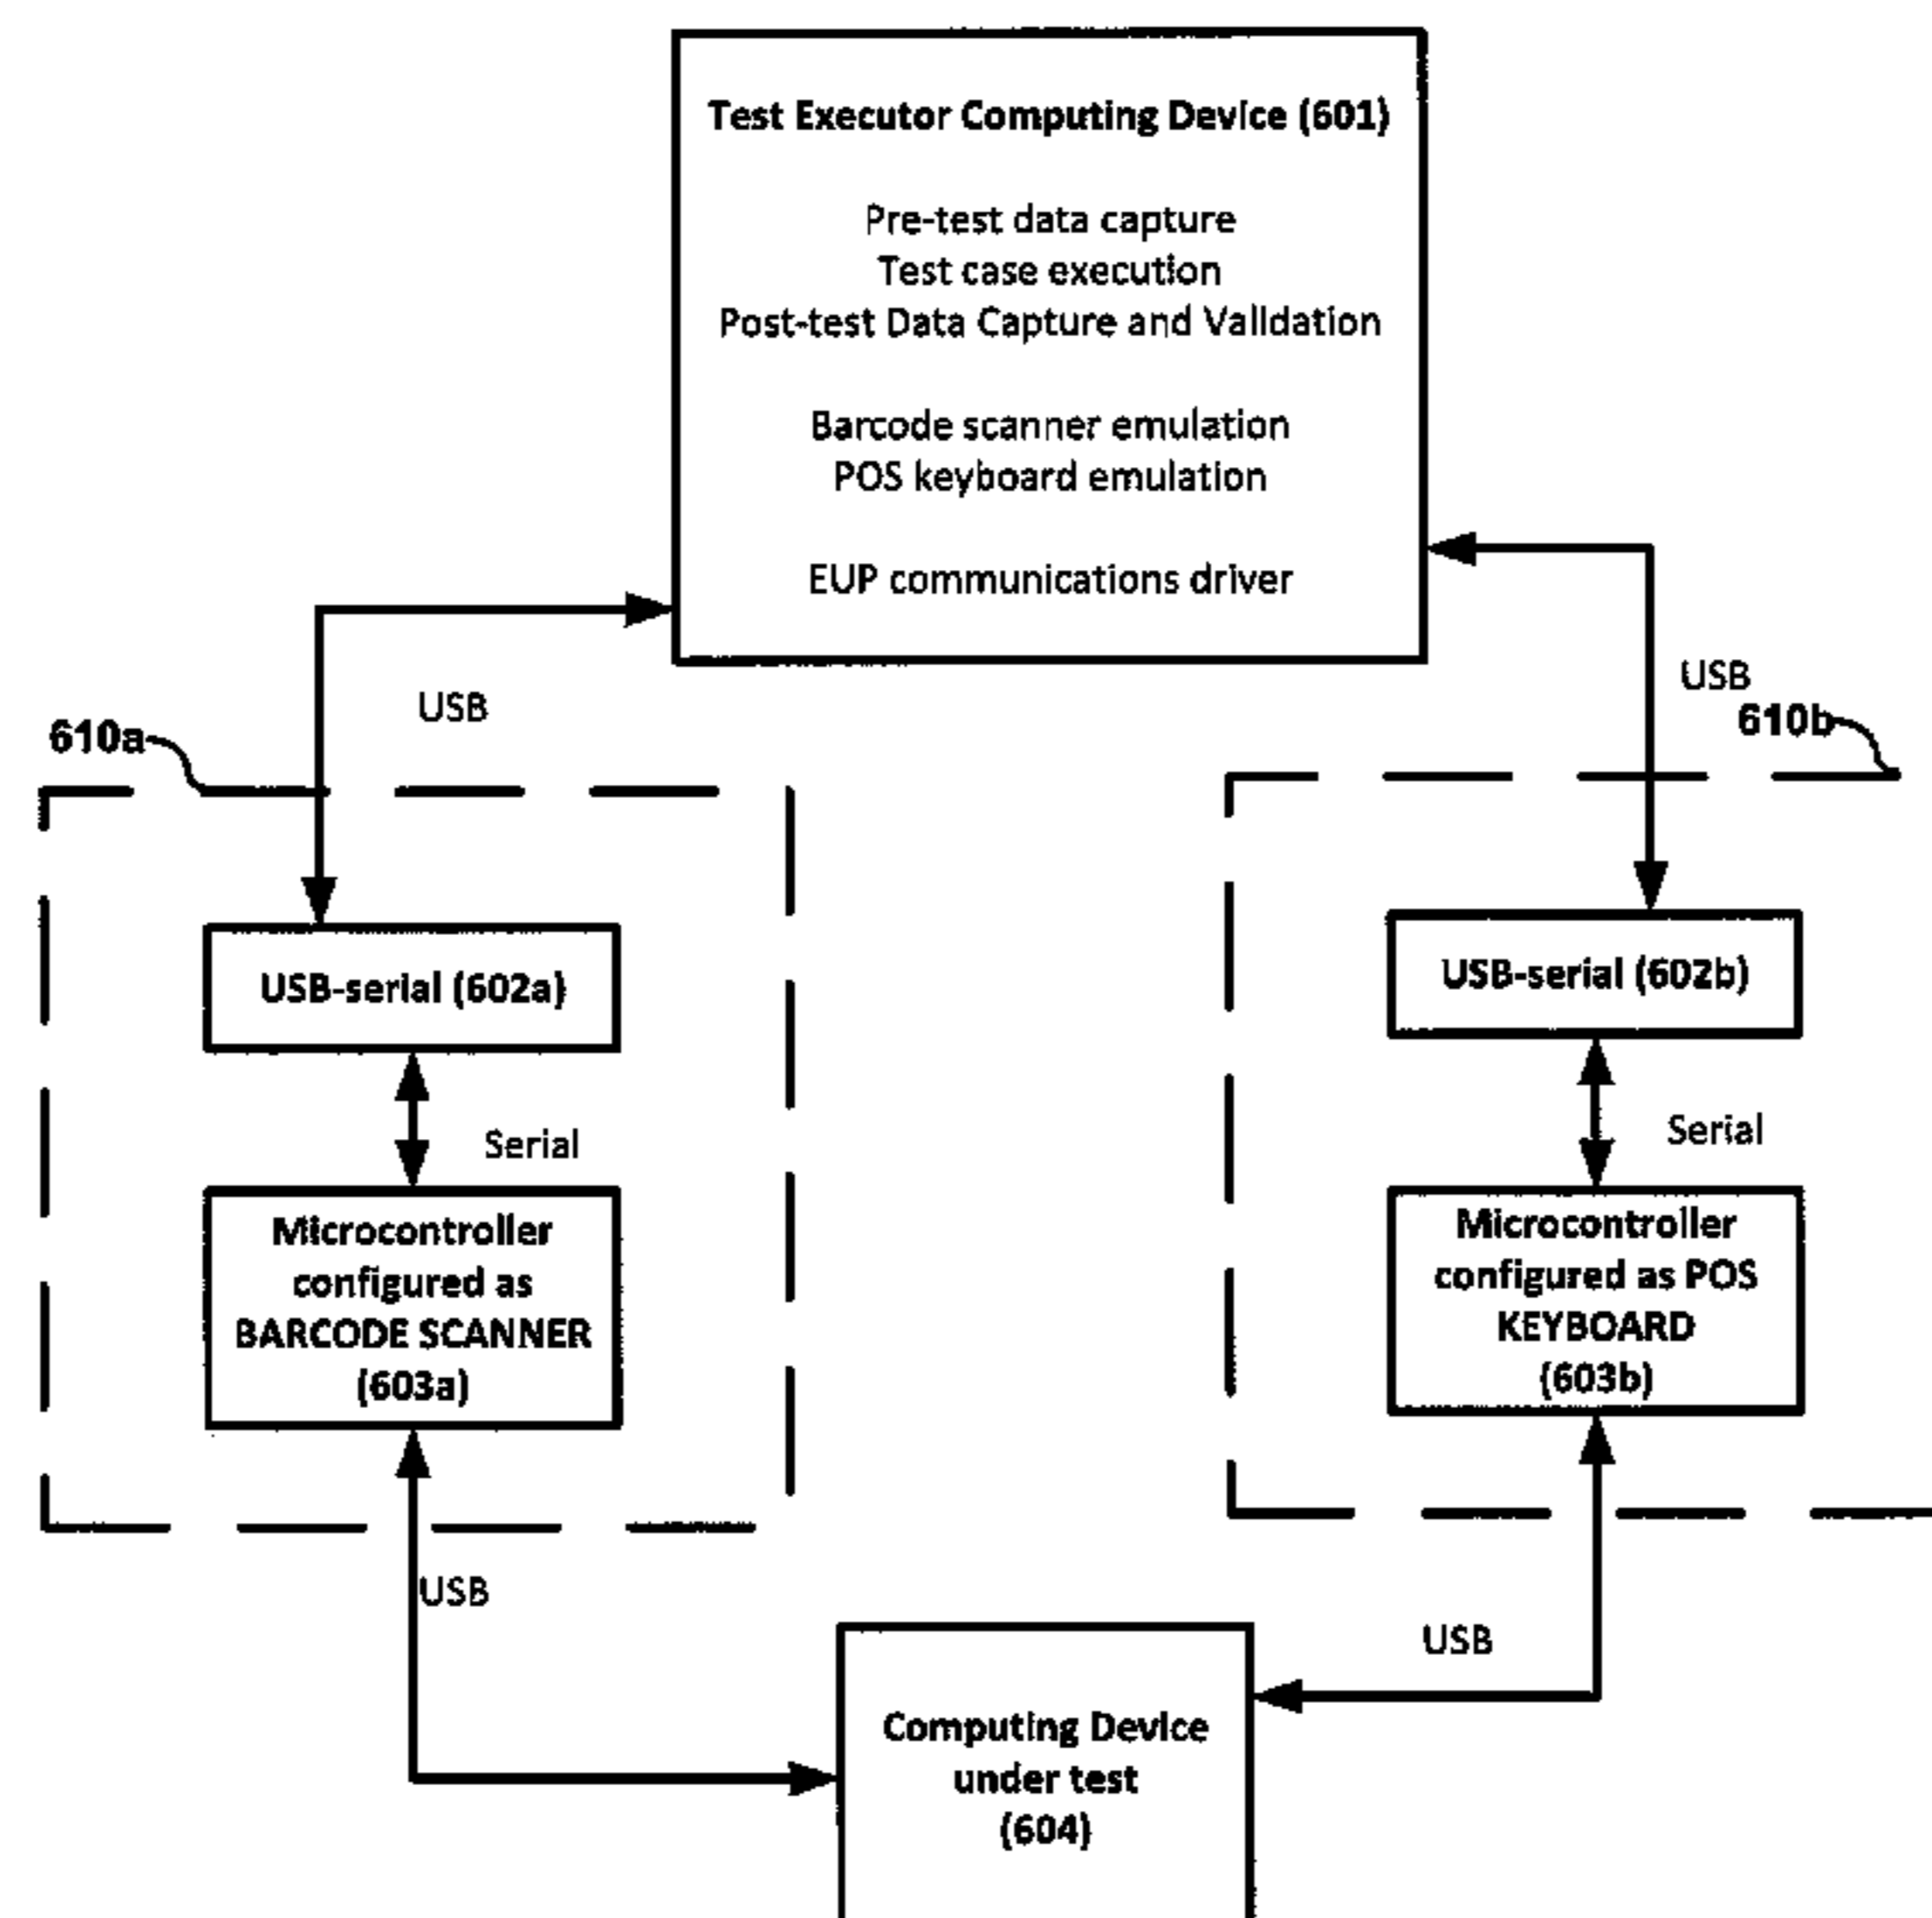 Test Executor Computing Device (601)
Pre-test data capture
Test case execution
Post-test Data Capture and Validation
Barcode scanner emulation
POS keyboard emulation
EUP communications driver
USB
USB
610a
610b
USB-serial (602a)
USB-serial (602b)
Serial
Serial
Microcontroller
configured as
BARCODE SCANNER
(603a)
Microcontroller
configured as POS
KEYBOARD
(603b)
USB
USB
Computing Device
under test
(604)